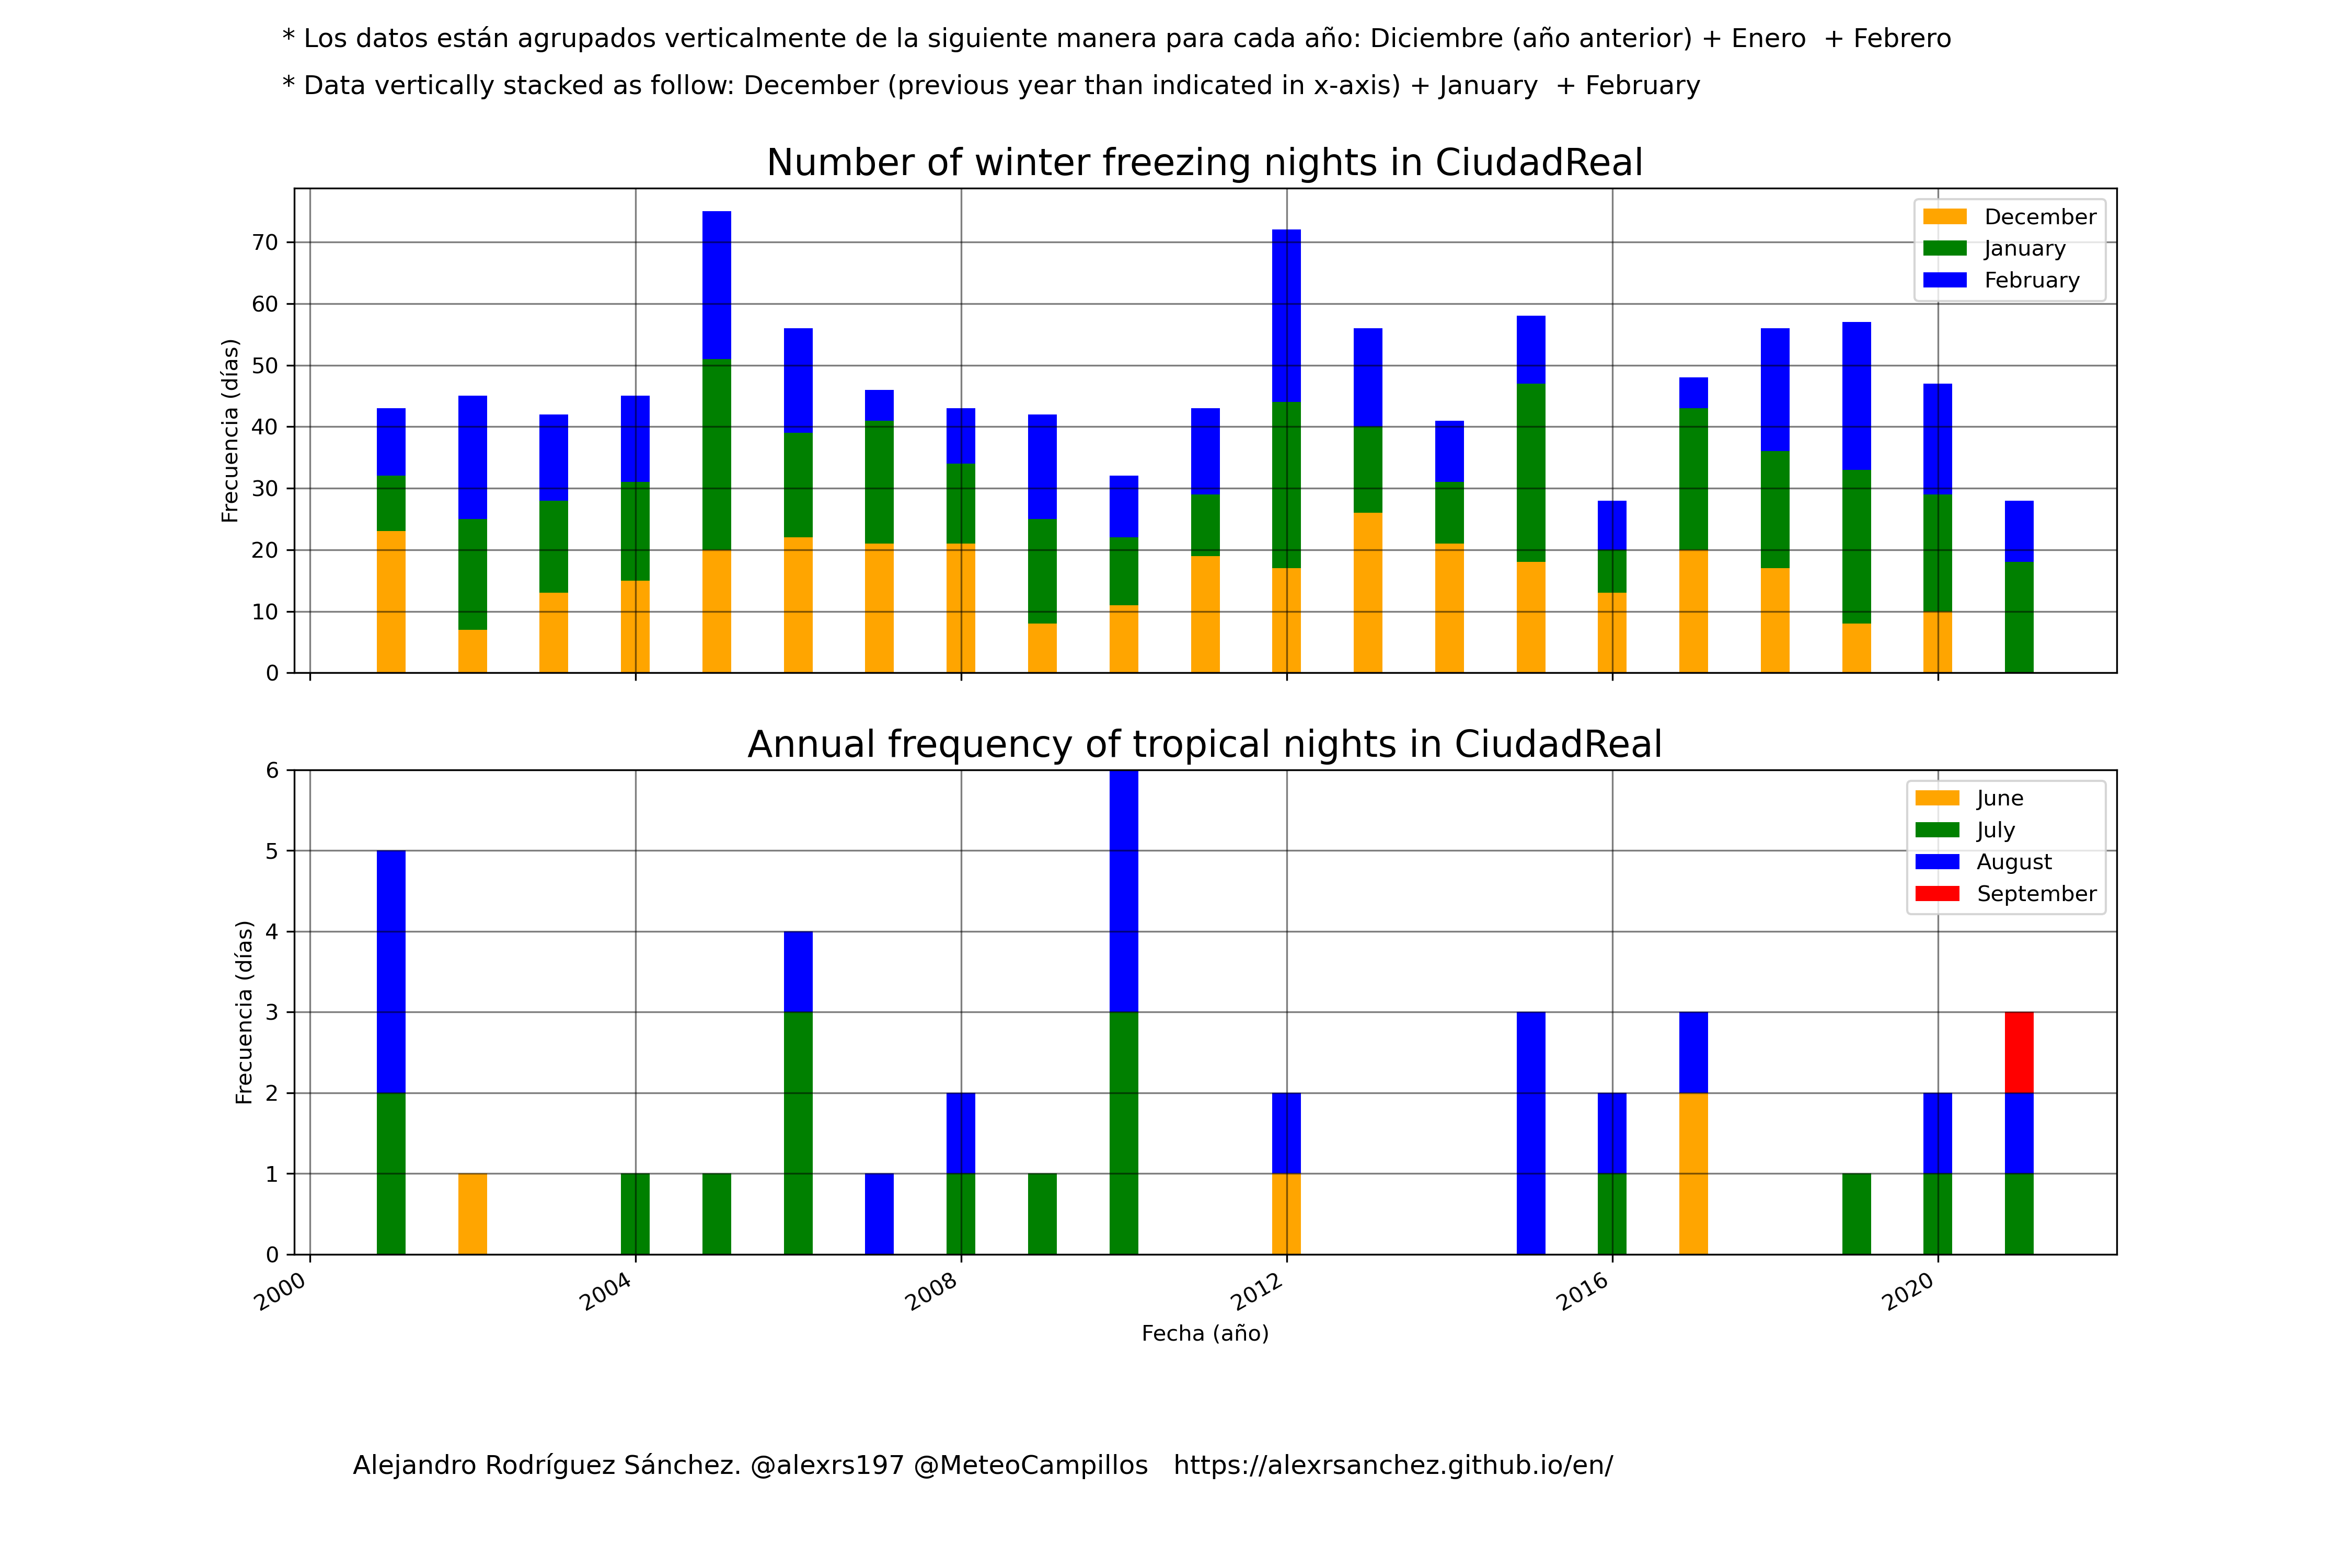 * Los datos están agrupados verticalmente de la siguiente manera para cada año: Diciembre (año anterior) + Enero  + Febrero
* Data vertically stacked as follow: December (previous year than indicated in x-axis) + January  + February
Number of winter freezing nights in CiudadReal
Frecuencia (días)
70
60
50
40
30
20
10
0
December
January
February
Annual frequency of tropical nights in CiudadReal
Frecuencia (días)
6
5
4
3
2
1
0
June
July
August
September
2000
2004
2008
2012
2016
2020
Fecha (año)
Alejandro Rodríguez Sánchez. @alexrs197 @MeteoCampillos   https://alexrsanchez.github.io/en/